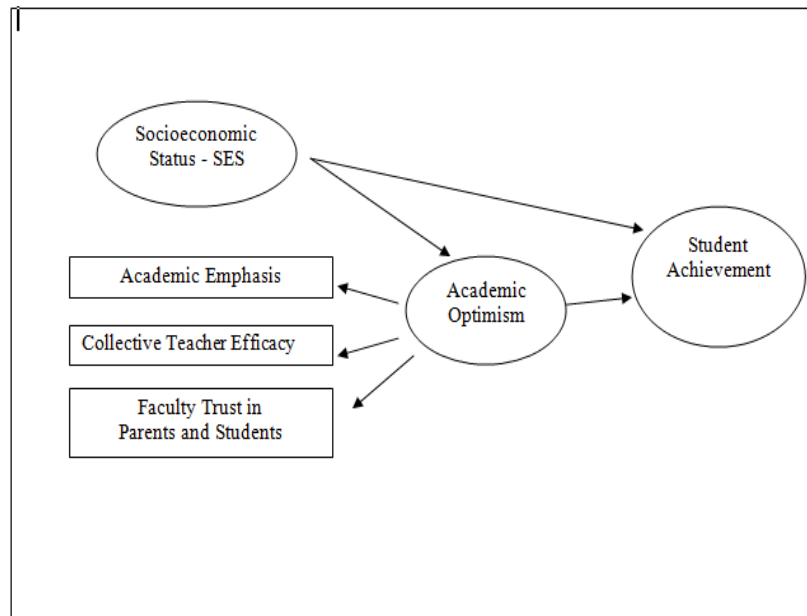 Socioeconomic
Status - SES
Student
Achievement
Academic Emphasis
Academic
Optimism
Collective Teacher Efficacy
Faculty Trust in
Parents and Students